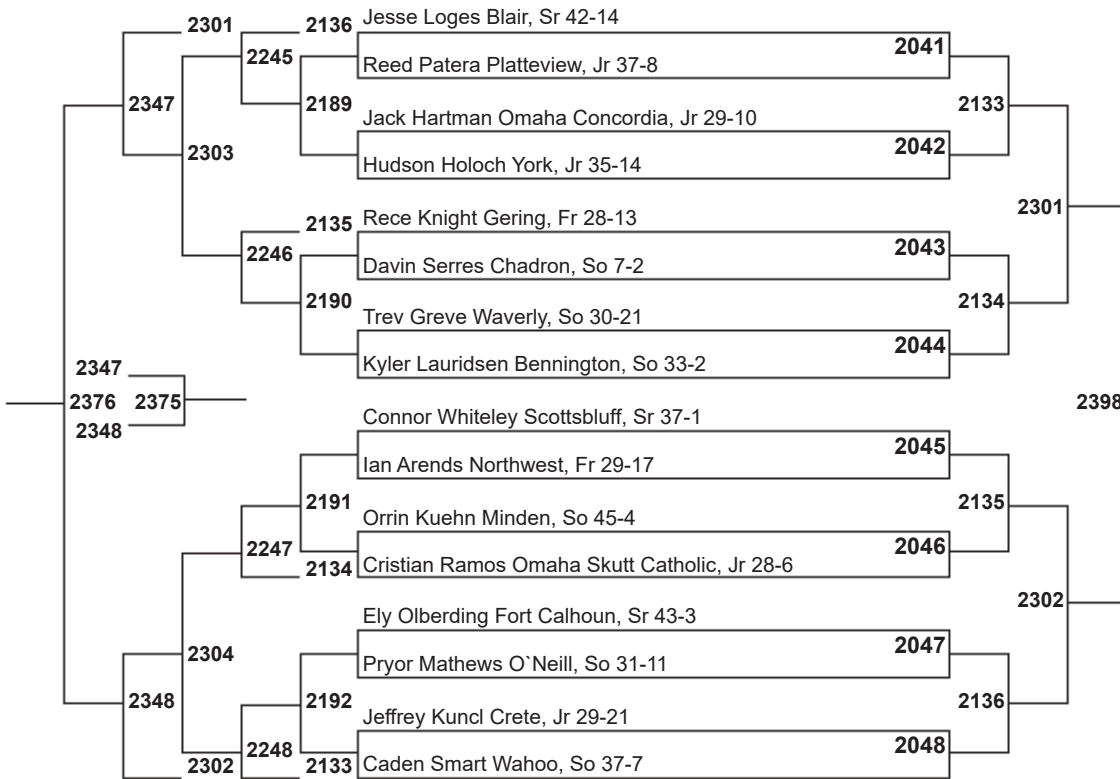 2301 2136 Jesse Loges Blair, Sr 42-14
2041
2245
Reed Patera Platteview, Jr 37-8
2347 2189 2133
Jack Hartman Omaha Concordia, Jr 29-10
2042
2303
Hudson Holoch York, Jr 35-14
2301
2135 Rece Knight Gering, Fr 28-13
2043
2246
Davin Serres Chadron, So 7-2
2190 2134
Trev Greve Waverly, So 30-21
2044
2347 Kyler Lauridsen Bennington, So 33-2
2376 2375 2398
2348
Connor Whiteley Scottsbluff, Sr 37-1
2045
Ian Arends Northwest, Fr 29-17
2191 2135
Orrin Kuehn Minden, So 45-4
2046
2247
2134 Cristian Ramos Omaha Skutt Catholic, Jr 28-6
2302
Ely Olberding Fort Calhoun, Sr 43-3
2047
2304
Pryor Mathews O`Neill, So 31-11
2348 2192 2136
Jeffrey Kuncl Crete, Jr 29-21
2048
2248
2302 2133 Caden Smart Wahoo, So 37-7